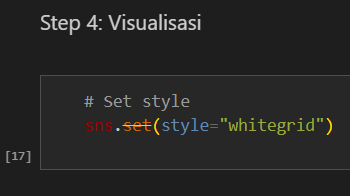 Step 4: Visualisasi
# Set style
sns.set(style="whitegrid")
[17]